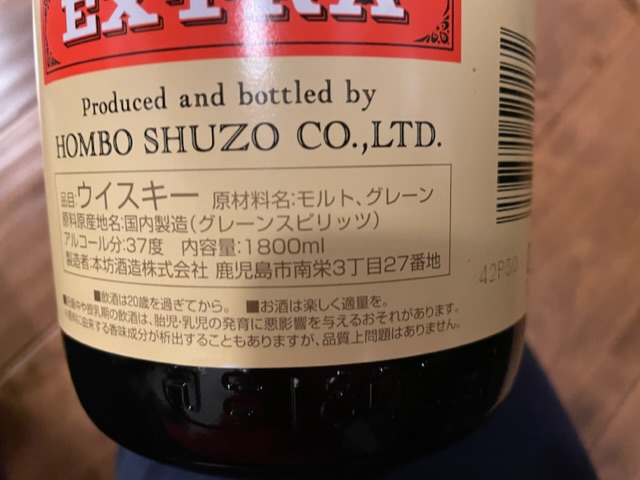 EXTRA
Produced and bottled by
HOMBO SHUZO CO.,LTD.
品目:ウイスキー 原材料名:モルト、グレーン
原料原産地名:国内製造(グレーンスピリッツ)
アルコール分:37度 内容量:1800ml
製造者:本坊酒造株式会社 鹿児島市南栄3丁目27番地
■飲酒は20歳を過ぎてから。 ■お酒は楽しく適量を。
■妊娠中や授乳期の飲酒は、胎児・乳児の発育に悪影響を与えるおそれがあります。
※原料に由来する香味成分が析出することもありますが、品質上問題はありません。